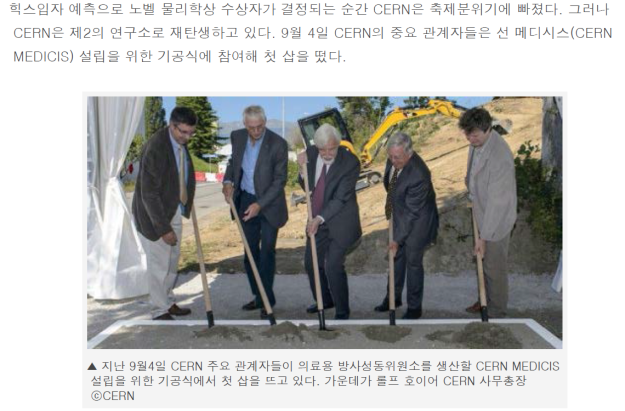 힉스입자 예측으로 노벨 물리학상 수상자가 결정되는 순간 CERN은 축제분위기에 빠졌다. 그러나
CERN은 제2의 연구소로 재탄생하고 있다. 9월 4일 CERN의 중요 관계자들은 선 메디시스(CERN
MEDICIS) 설립을 위한 기공식에 참여해 첫 삽을 떴다.
▲ 지난 9월4일 CERN 주요 관계자들이 의료용 방사성동위원소를 생산할 CERN MEDICIS
설립을 위한 기공식에서 첫 삽을 뜨고 있다. 가운데가 롤프 호이어 CERN 사무총장
ⓒCERN